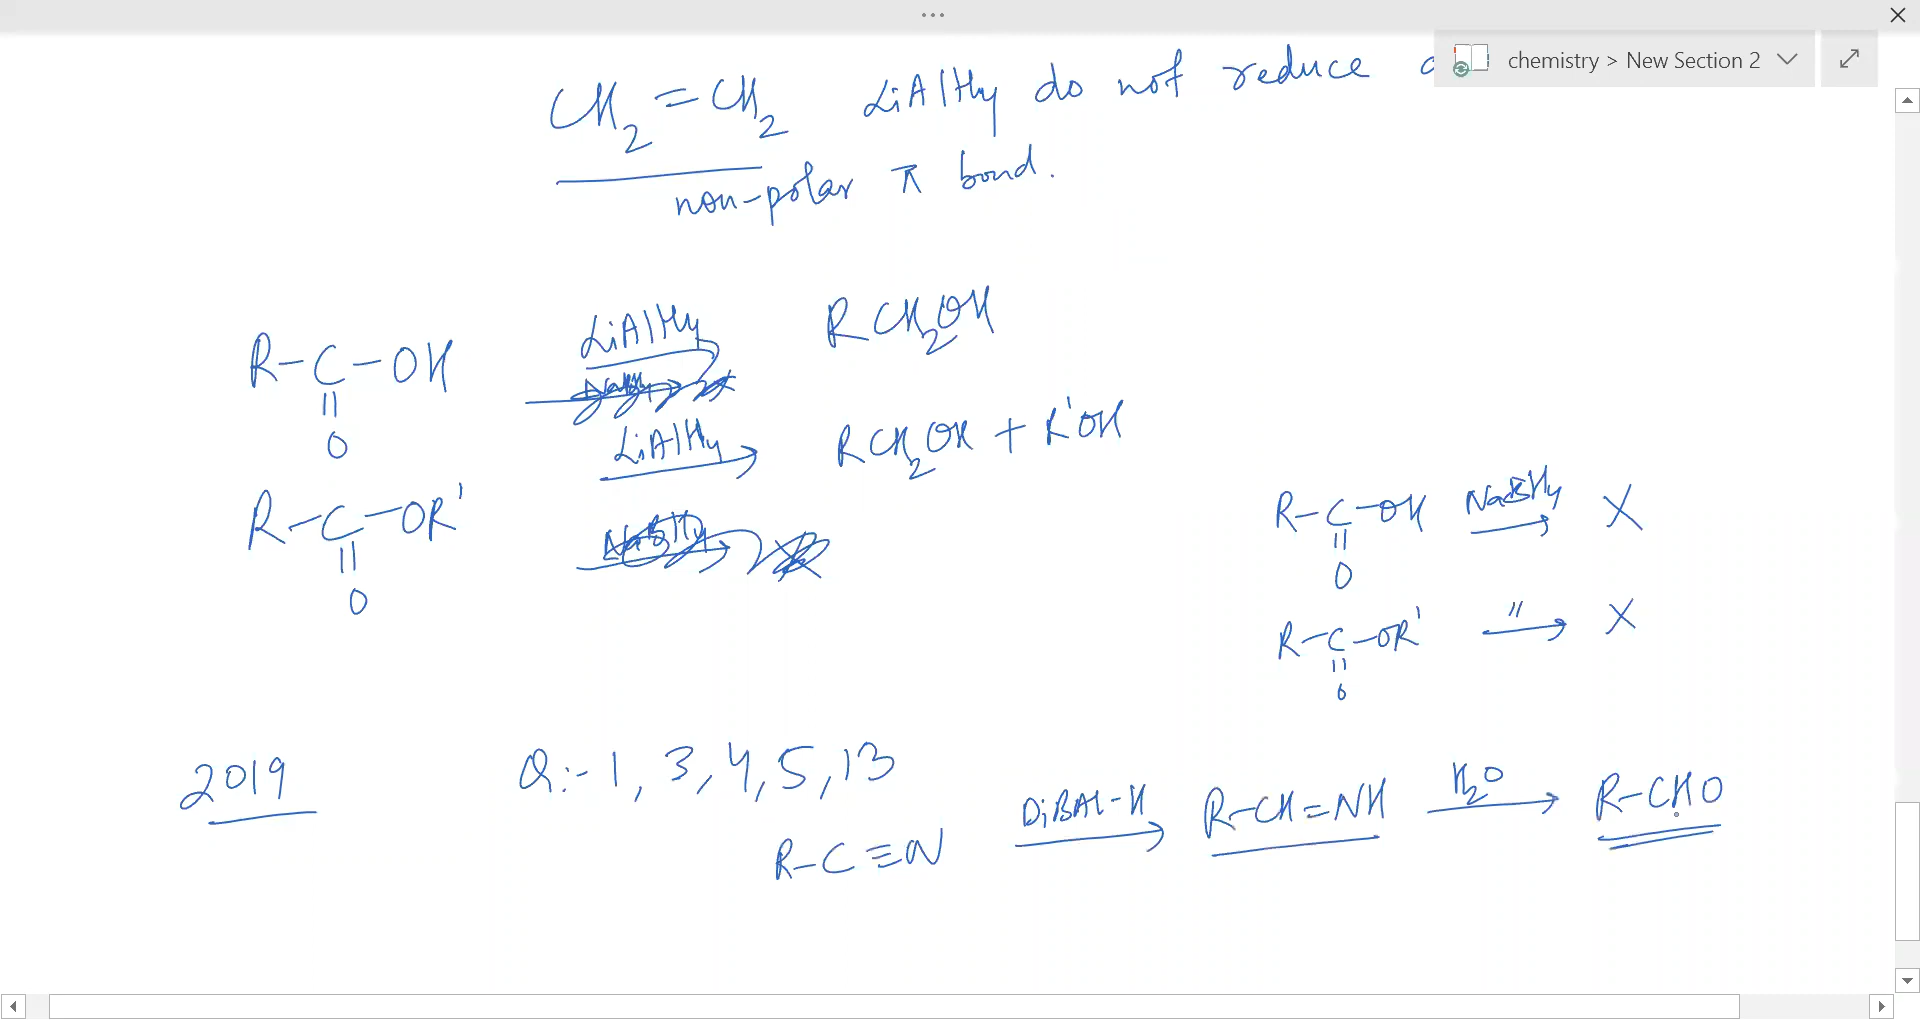 chemistry > New Section 2
CH2=CH2 LiAlH4 do not reduce
non-polar π bond.
R-C-OH LiAlH4 RCH2OH
||
O
R-C-OR' LiAlH4 RCH2OH + R'OH
||
O
NaBH4
R-C-OH NaBH4 X
||
O
R-C-OR' " X
||
O
2019 Q:- 1, 3, 4, 5, 13
R-C≡N DiBAl-H R-CH=NH H2O R-CHO